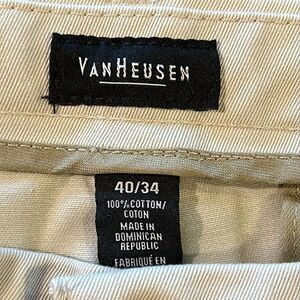 VANHEUSEN
40/34
100% COTTON/
COTON
MADE IN
DOMINICAN
REPUBLIC
FABRIQUÉ EN